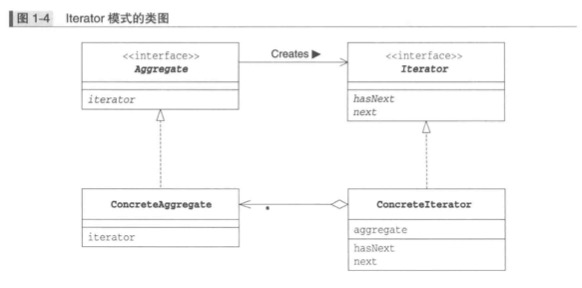 图 1-4 Iterator 模式的类图
<<interface>>
Aggregate
iterator
Creates ▶
<<interface>>
Iterator
hasNext
next
ConcreteAggregate
iterator
*
ConcreteIterator
aggregate
hasNext
next